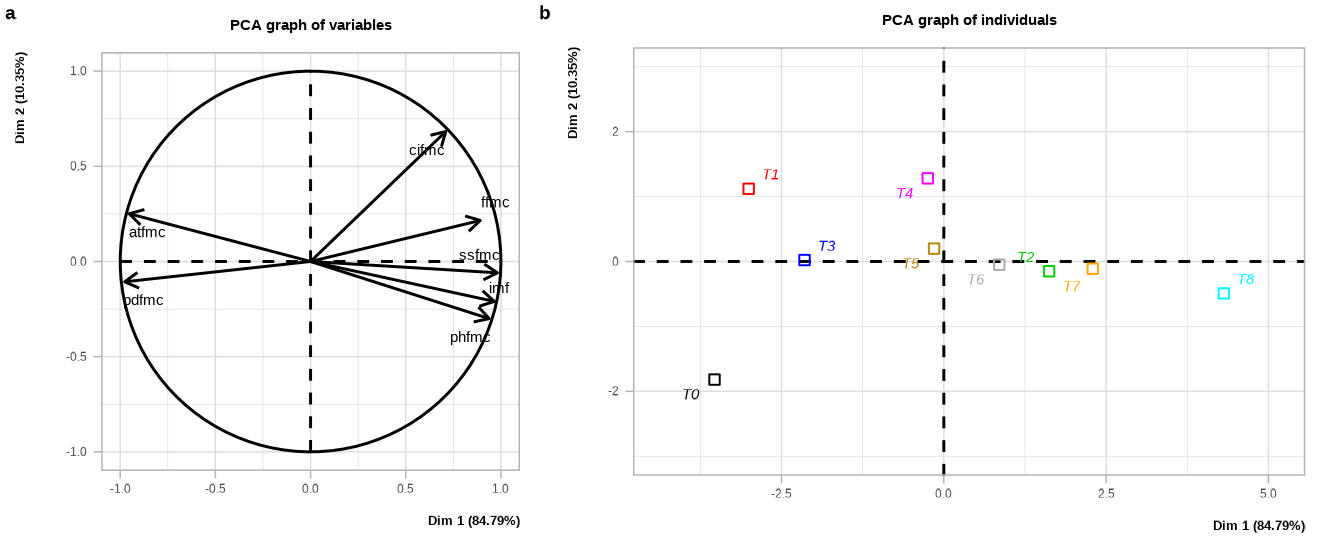 a
PCA graph of variables
Dim 2 (10.35%)
1.0
0.5
0.0
-0.5
-1.0
cifmc
ffmc
atfmc
ssfmc
imf
pdfmc
phfmc
-1.0 -0.5 0.0 0.5 1.0
Dim 1 (84.79%)
b
PCA graph of individuals
Dim 2 (10.35%)
2
0
-2
T1
T4
T3
T5
T2
T6
T7
T8
T0
-2.5 0.0 2.5 5.0
Dim 1 (84.79%)